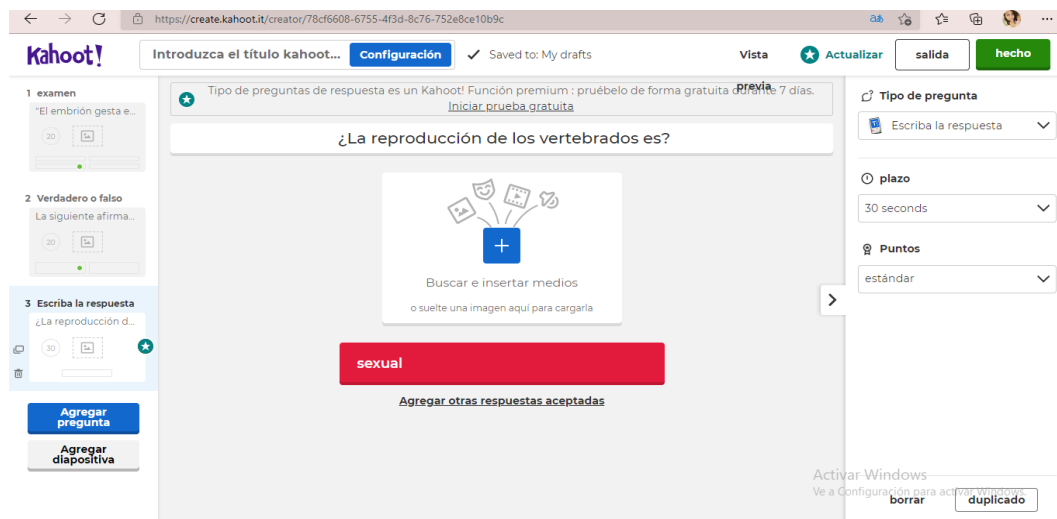 https://create.kahoot.it/creator/78cf6608-6755-4f3d-8c76-752e8ce10b9c
Kahoot!
Introduzca el título kahoot...
Configuración
Saved to: My drafts
Vista previa
Actualizar
salida
hecho
1 examen
"El embrión gesta e...
20
2 Verdadero o falso
La siguiente afirma...
20
3 Escriba la respuesta
¿La reproducción d...
30
Agregar
pregunta
Agregar
diapositiva
Tipo de preguntas de respuesta es un Kahoot! Función premium : pruébelo de forma gratuita durante 7 días.
Iniciar prueba gratuita
¿La reproducción de los vertebrados es?
Buscar e insertar medios
o suelte una imagen aquí para cargarla
sexual
Agregar otras respuestas aceptadas
Tipo de pregunta
Escriba la respuesta
plazo
30 seconds
Puntos
estándar
Activar Windows
Ve a Configuración para activar Windows.
borrar
duplicado